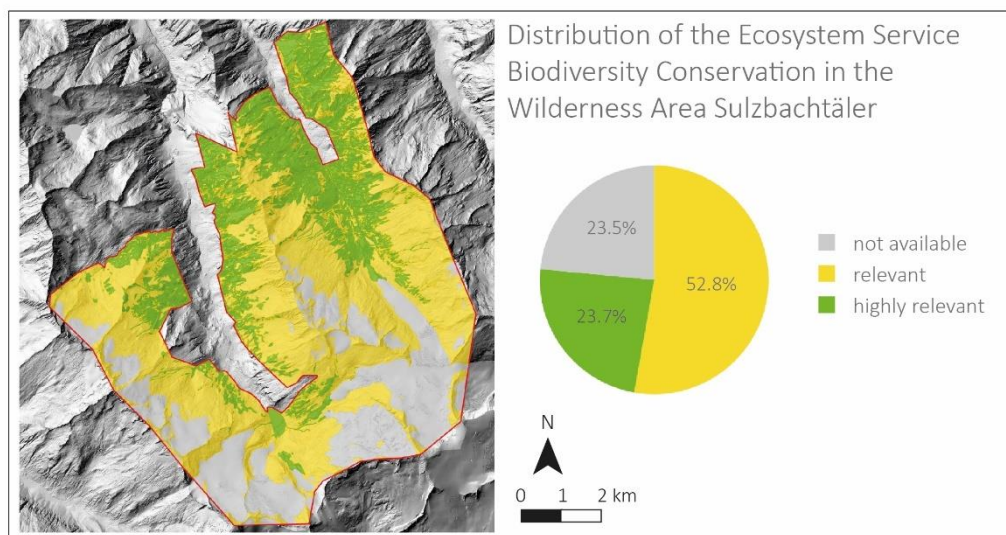 Distribution of the Ecosystem Service
Biodiversity Conservation in the
Wilderness Area Sulzbachtäler
23.5%
52.8%
23.7%
not available
relevant
highly relevant
N
0 1 2 km